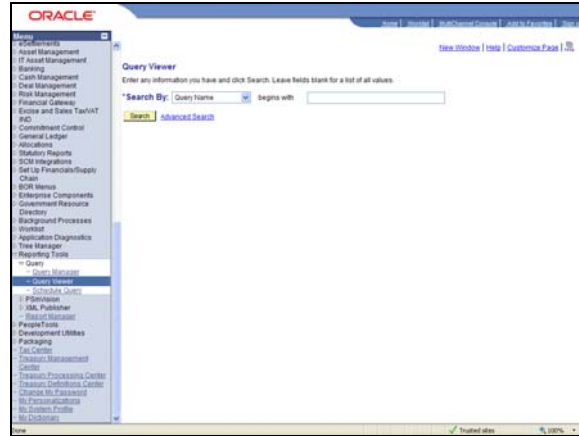 ORACLE
Home | Worklist | MultiChannel Console | Add to Favorites | Sign
Menu
eSettlements
Asset Management
IT Asset Management
Banking
Cash Management
Deal Management
Risk Management
Financial Gateway
Excise and Sales Tax/VAT
IND
Commitment Control
General Ledger
Allocations
Statutory Reports
SCM Integrations
Set Up Financials/Supply
Chain
BOR Menus
Enterprise Components
Government Resource
Directory
Background Processes
Worklist
Application Diagnostics
Tree Manager
Reporting Tools
Query
– Query Manager
– Query Viewer
– Schedule Query
PS/nVision
XML Publisher
– Report Manager
PeopleTools
Development Utilities
Packaging
– Tax Center
– Treasury Management
Center
– Treasury Processing Center
– Treasury Definitions Center
– Change My Password
– My Personalizations
– My System Profile
– My Dictionary
New Window | Help | Customize Page |
Query Viewer
Enter any information you have and click Search. Leave fields blank for a list of all values.
*Search By: Query Name begins with
Search Advanced Search
Done Trusted sites 100%